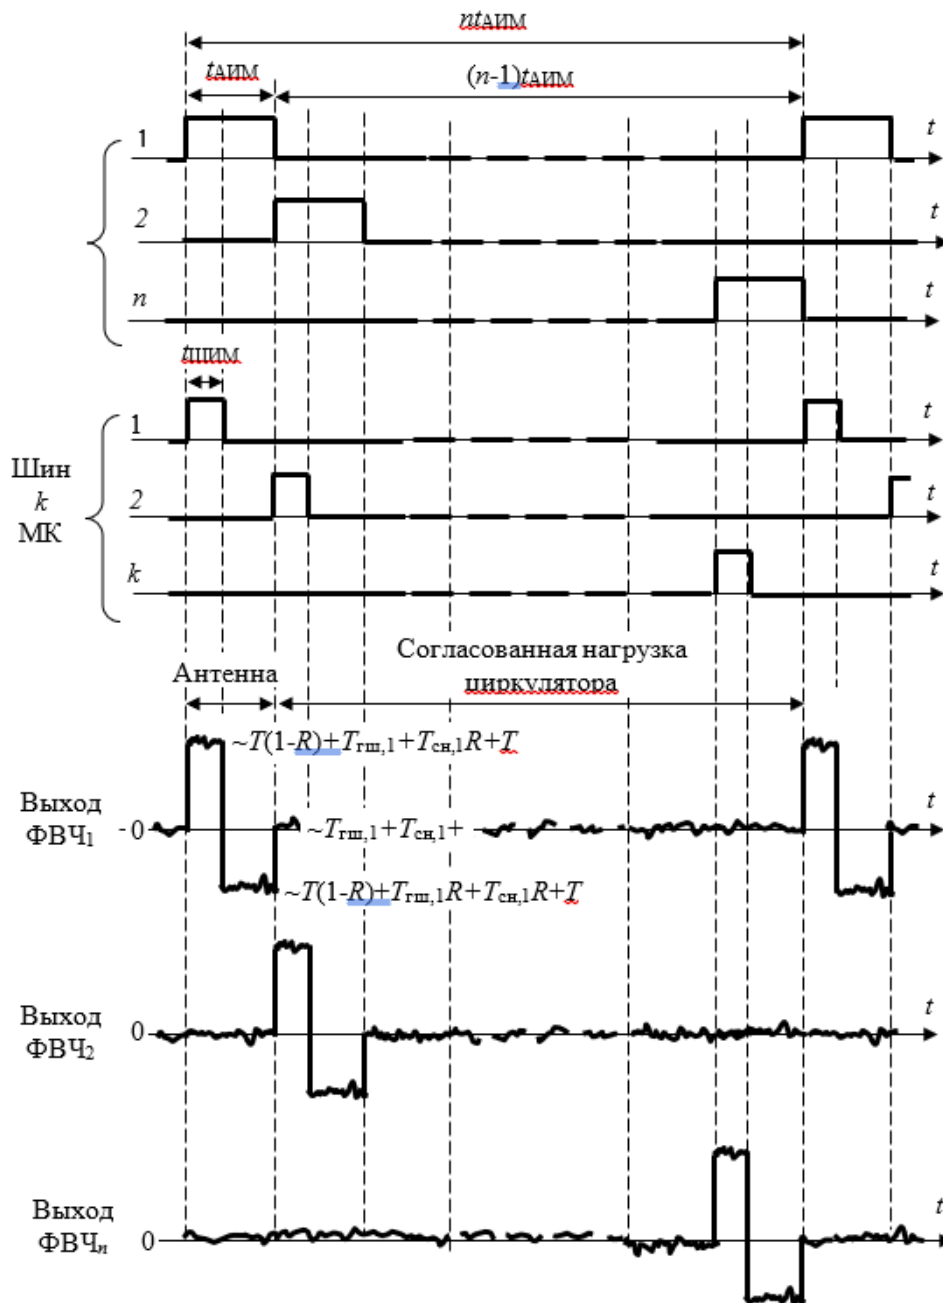 ntАИМ
tАИМ
(n-1)tАИМ
1
t
2
t
n
t
tШИМ
1
t
Шин
k
МК
2
t
k
t
Антенна
Согласованная нагрузка
циркулятора
~T(1-R)+Tгш,1+Tсн,1R+T
Выход
ФВЧ1
-0
~Tгш,1+Tсн,1+
t
~T(1-R)+Tгш,1R+Tсн,1R+T
Выход
ФВЧ2
0
t
Выход
ФВЧn
0
t